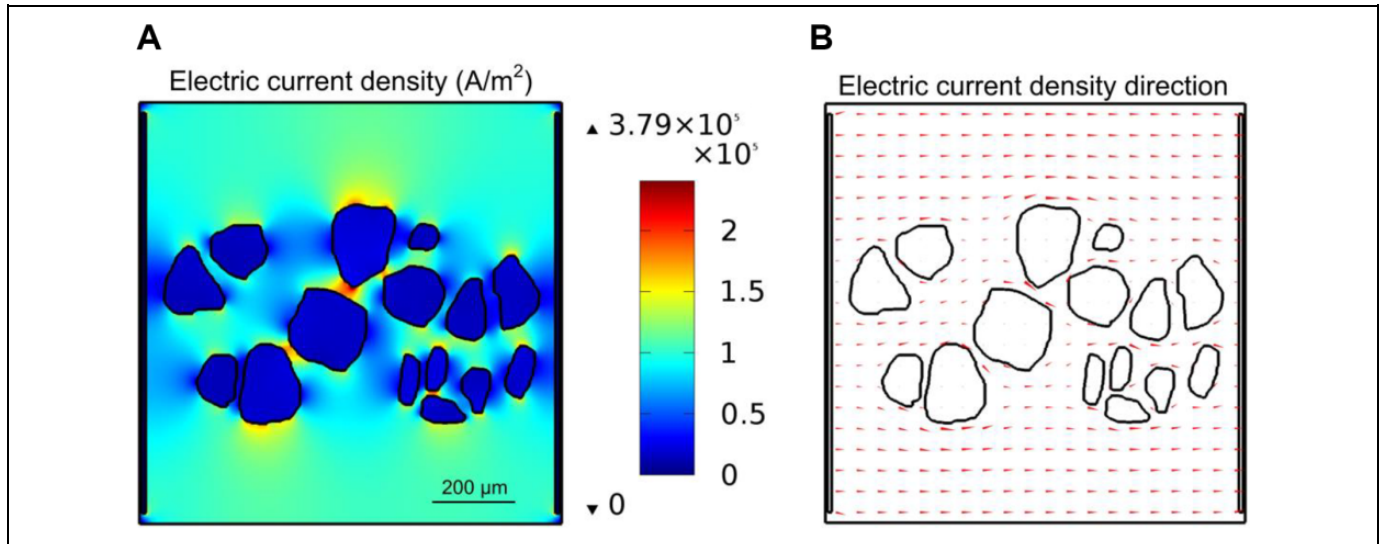 A
Electric current density (A/m²)
▲ 3.79×10⁵
×10⁵
2
1.5
1
0.5
0
▼ 0
200 µm
B
Electric current density direction